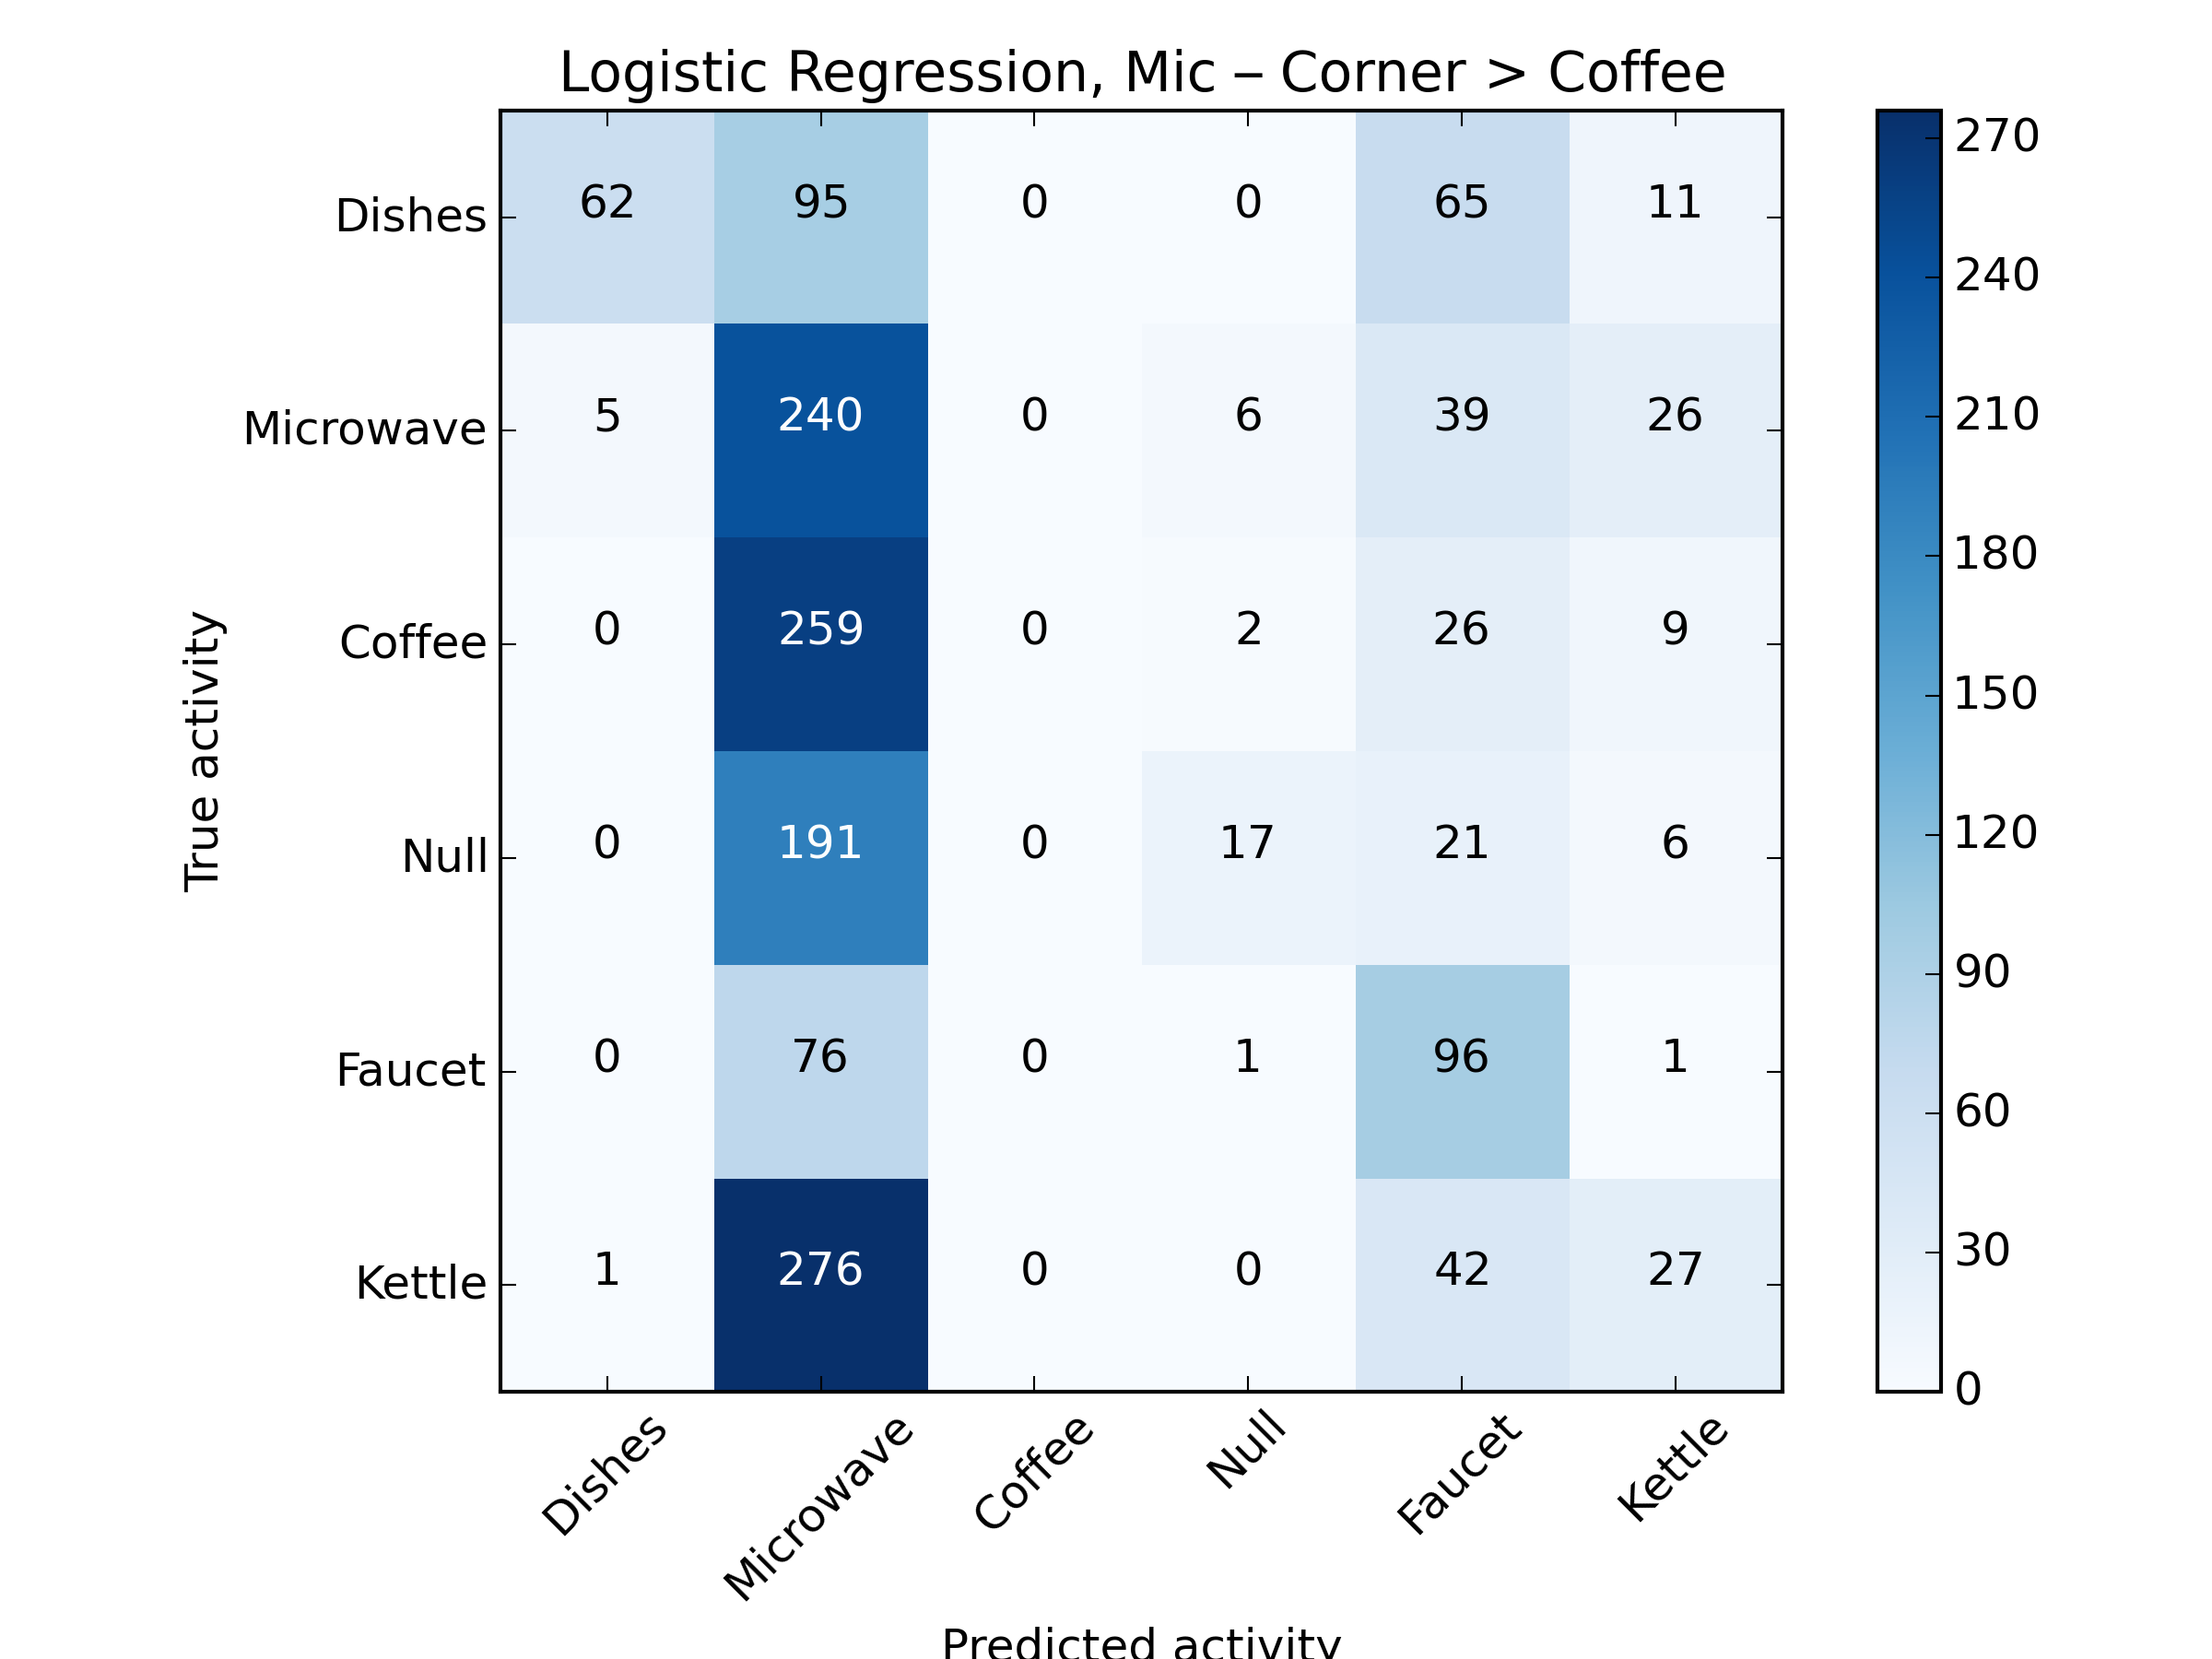 Logistic Regression, Mic – Corner > Coffee
True activity
Dishes 62 95 0 0 65 11
Microwave 5 240 0 6 39 26
Coffee 0 259 0 2 26 9
Null 0 191 0 17 21 6
Faucet 0 76 0 1 96 1
Kettle 1 276 0 0 42 27
Dishes Microwave Coffee Null Faucet Kettle
Predicted activity
270
240
210
180
150
120
90
60
30
0